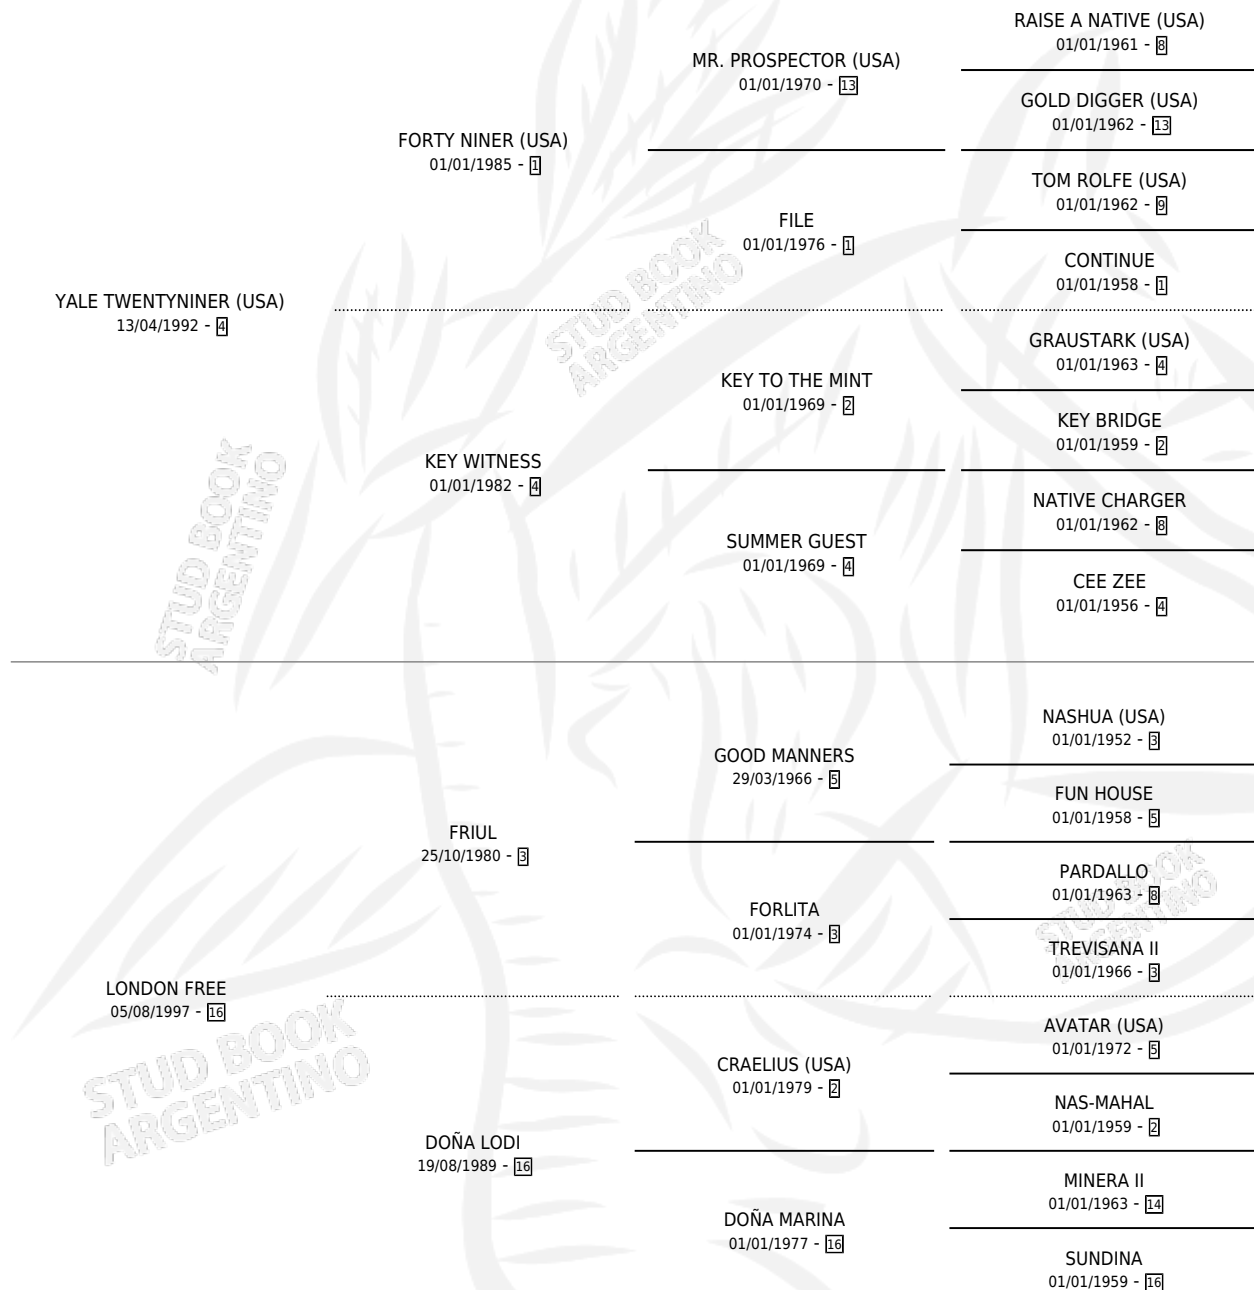 RAISE A NATIVE (USA)
01/01/1961 - 8
MR. PROSPECTOR (USA)
01/01/1970 - 13
GOLD DIGGER (USA)
01/01/1962 - 13
FORTY NINER (USA)
01/01/1985 - 1
TOM ROLFE (USA)
01/01/1962 - 9
FILE
01/01/1976 - 1
CONTINUE
01/01/1958 - 1
YALE TWENTYNINER (USA)
13/04/1992 - 4
GRAUSTARK (USA)
01/01/1963 - 4
KEY TO THE MINT
01/01/1969 - 2
KEY BRIDGE
01/01/1959 - 2
KEY WITNESS
01/01/1982 - 4
NATIVE CHARGER
01/01/1962 - 8
SUMMER GUEST
01/01/1969 - 4
CEE ZEE
01/01/1956 - 4
NASHUA (USA)
01/01/1952 - 3
GOOD MANNERS
29/03/1966 - 5
FUN HOUSE
01/01/1958 - 5
FRIUL
25/10/1980 - 3
PARDALLO
01/01/1963 - 8
FORLITA
01/01/1974 - 3
TREVISANA II
01/01/1966 - 3
LONDON FREE
05/08/1997 - 16
AVATAR (USA)
01/01/1972 - 5
CRAELIUS (USA)
01/01/1979 - 2
NAS-MAHAL
01/01/1959 - 2
DOÑA LODI
19/08/1989 - 16
MINERA II
01/01/1963 - 14
DOÑA MARINA
01/01/1977 - 16
SUNDINA
01/01/1959 - 16
STUD BOOK
ARGENTINO
STUD BOOK
ARGENTINO
STUD BOOK
ARGENTINO
STUD BOOK
ARGENTINO